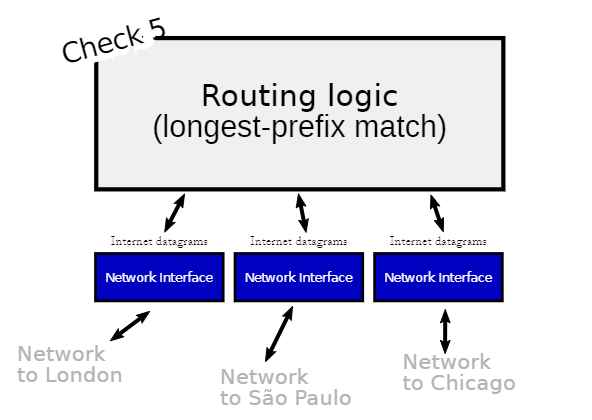 Check 5
Routing logic
(longest-prefix match)
Internet datagrams
Internet datagrams
Internet datagrams
Network Interface
Network Interface
Network Interface
Network
to London
Network
to São Paulo
Network
to Chicago